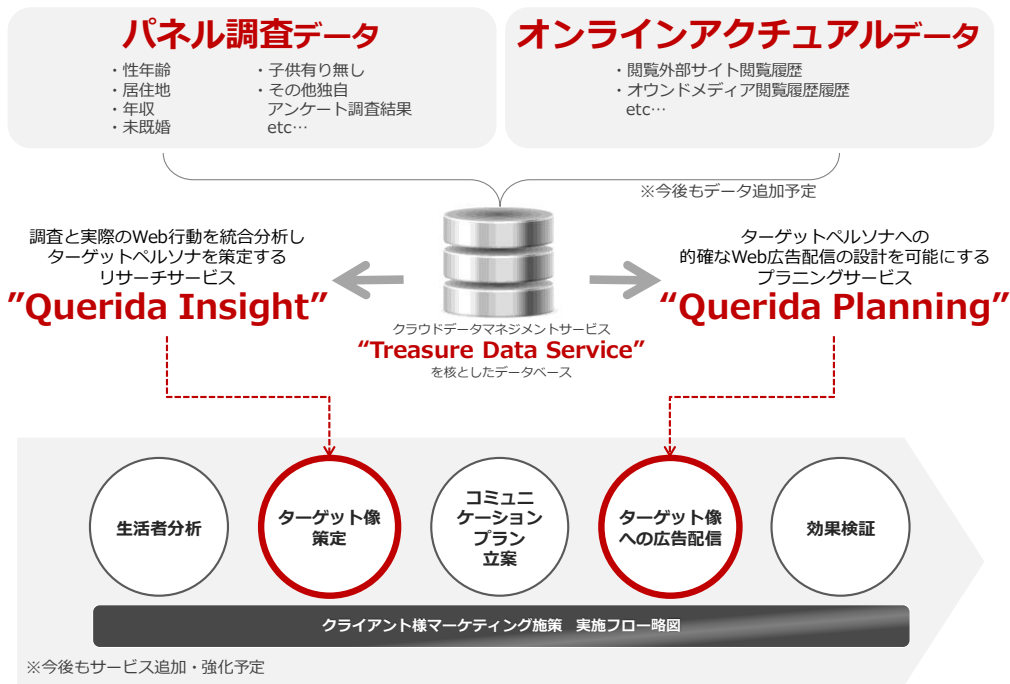 パネル調査データ
・性年齢
・居住地
・年収
・未既婚
・子供有り無し
・その他独自
アンケート調査結果
etc…
オンラインアクチュアルデータ
・閲覧外部サイト閲覧履歴
・オウンドメディア閲覧履歴履歴
etc…
※今後もデータ追加予定
調査と実際のWeb行動を統合分析し
ターゲットペルソナを策定する
リサーチサービス
”Querida Insight”
クラウドデータマネジメントサービス
“Treasure Data Service”
を核としたデータベース
ターゲットペルソナへの
的確なWeb広告配信の設計を可能にする
プラニングサービス
“Querida Planning”
生活者分析
ターゲット像
策定
コミュニ
ケーション
プラン
立案
ターゲット像
への広告配信
効果検証
クライアント様マーケティング施策 実施フロー略図
※今後もサービス追加・強化予定